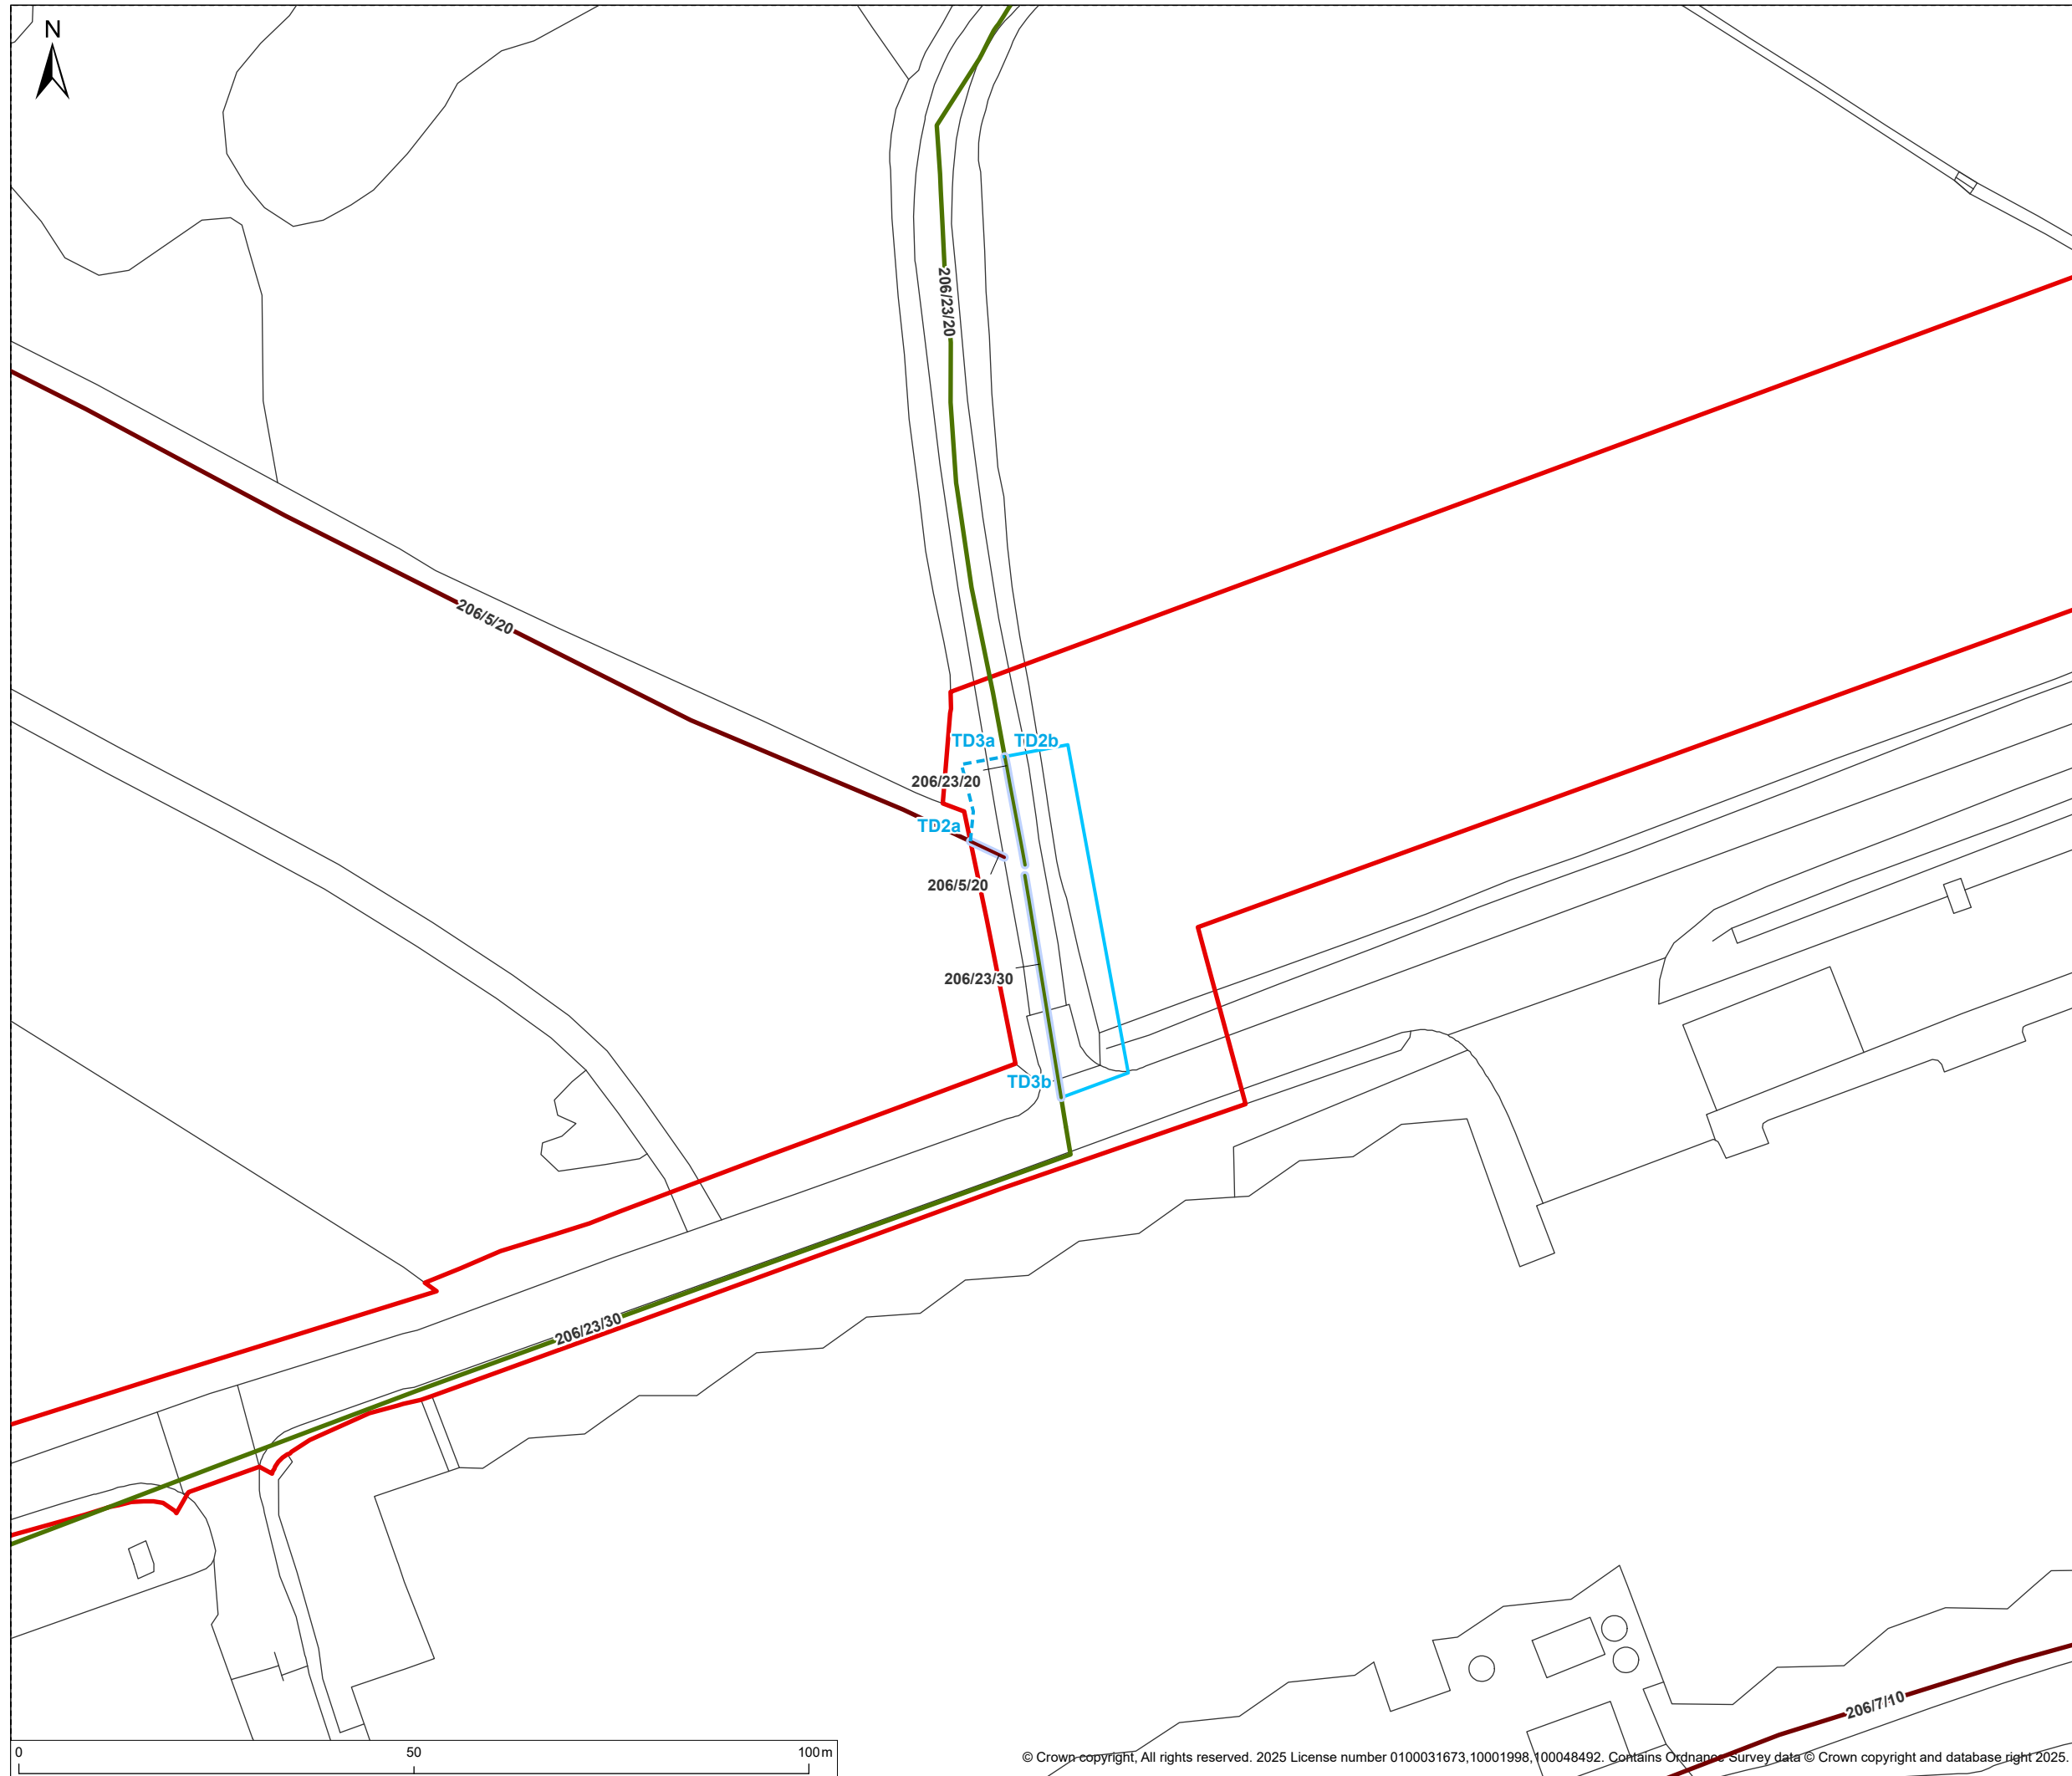 N
206/23/20
206/5/20
TD3a
TD2b
206/23/20
TD2a
206/5/20
206/23/30
TD3b
206/23/30
206/7/10
0
50
100 m
© Crown copyright, All rights reserved. 2025 License number 0100031673,10001998,100048492. Contains Ordnance Survey data © Crown copyright and database right 2025.